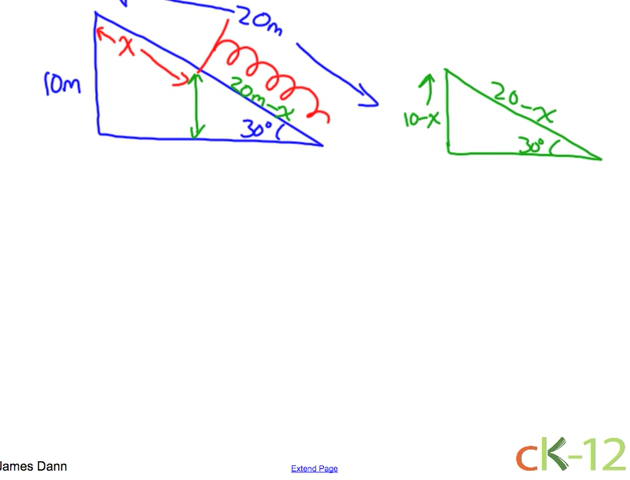 20m
x
10m
20m-x
30°
10-x
20-x
30°
James Dann
Extend Page
cK-12